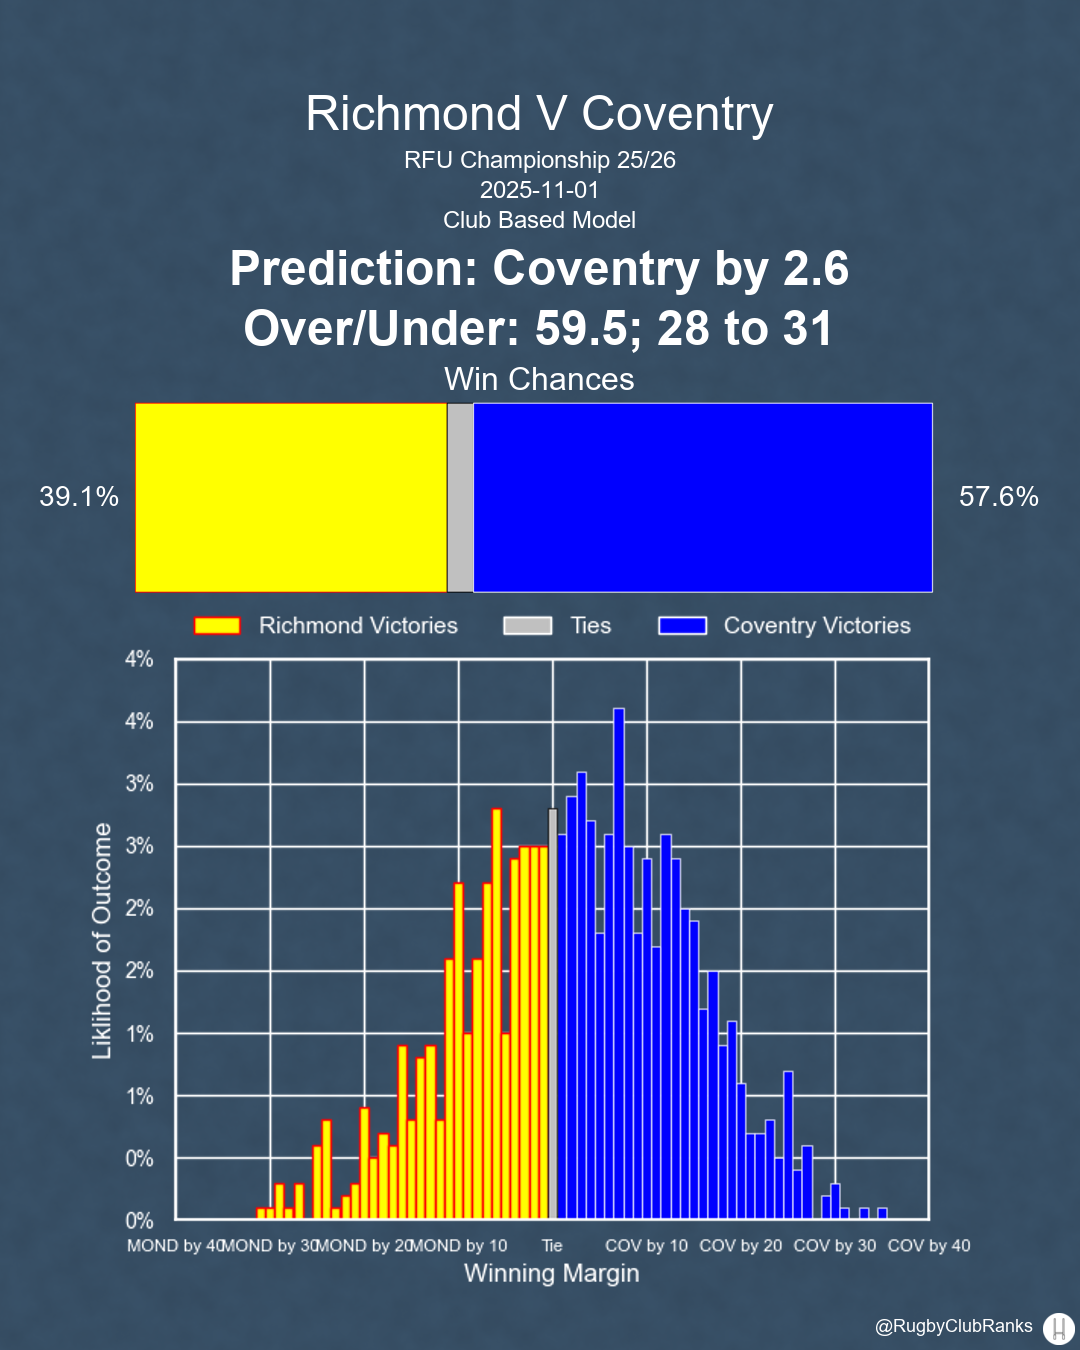 Richmond V Coventry
RFU Championship 25/26
2025-11-01
Club Based Model
Prediction: Coventry by 2.6
Over/Under: 59.5; 28 to 31
Win Chances
39.1%
57.6%
Richmond Victories
Ties
Coventry Victories
4%
4%
3%
3%
2%
2%
1%
1%
0%
0%
Liklihood of Outcome
MOND by 40
MOND by 30
MOND by 20
MOND by 10
Tie
COV by 10
COV by 20
COV by 30
COV by 40
Winning Margin
@RugbyClubRanks